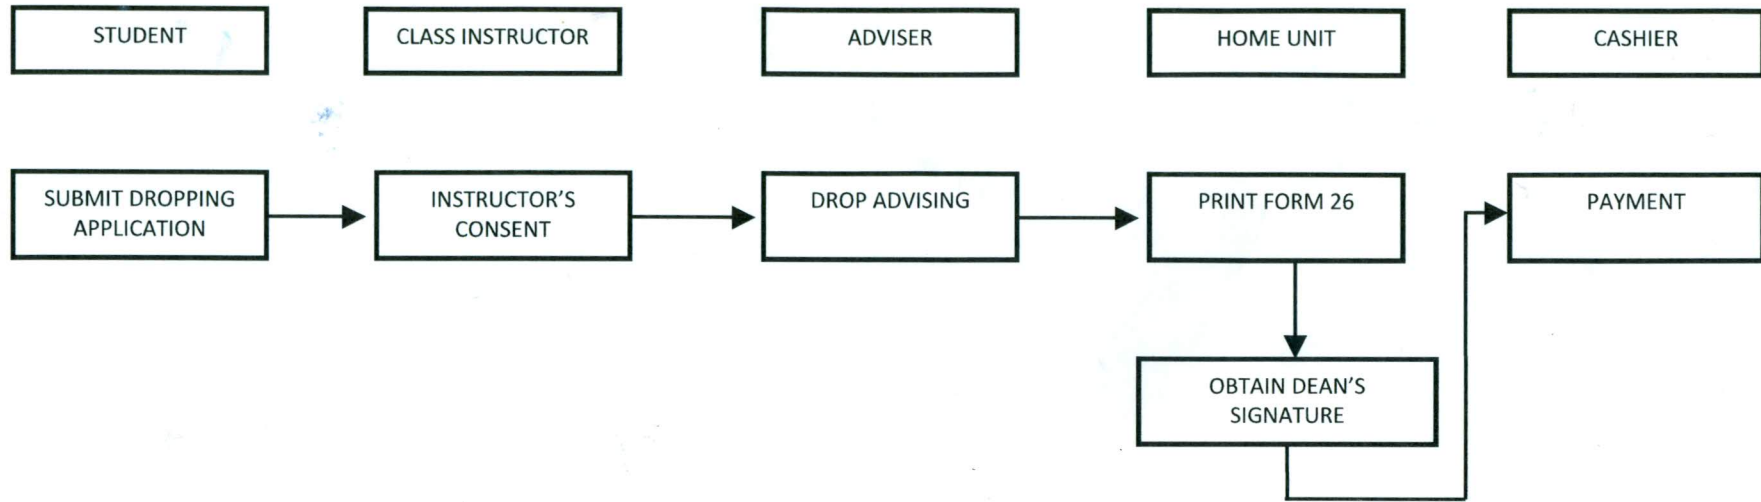 STUDENT
CLASS INSTRUCTOR
ADVISER
HOME UNIT
CASHIER
SUBMIT DROPPING
APPLICATION
INSTRUCTOR’S
CONSENT
DROP ADVISING
PRINT FORM 26
PAYMENT
OBTAIN DEAN’S
SIGNATURE